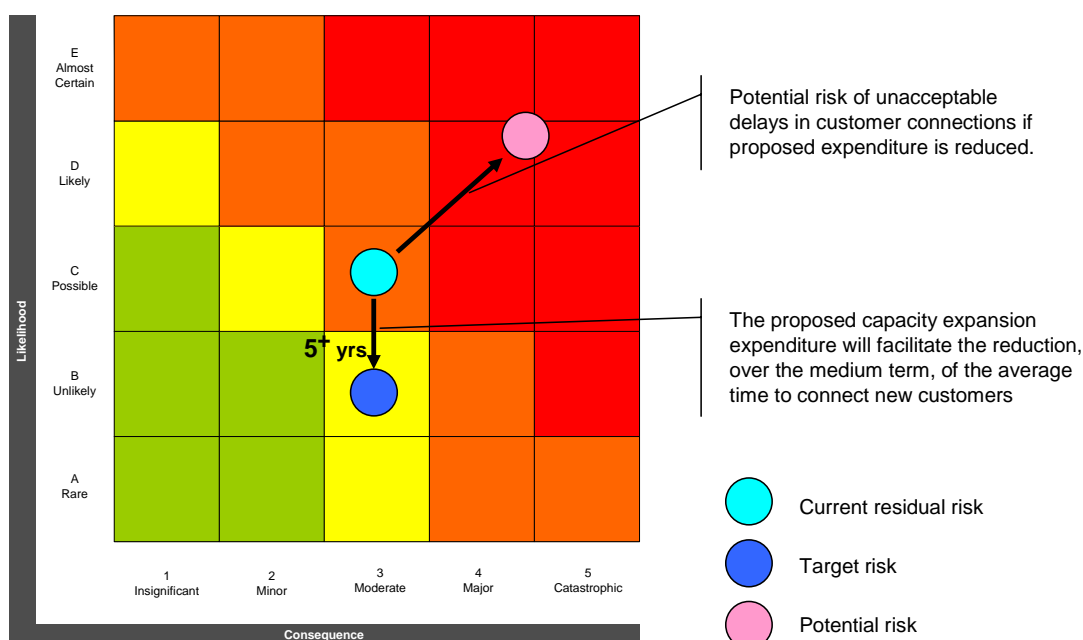 E
Almost
Certain
D
Likely
C
Possible
B
Unlikely
A
Rare
Likelihood
5+ yrs
1
Insignificant
2
Minor
3
Moderate
4
Major
5
Catastrophic
Consequence
Potential risk of unacceptable
delays in customer connections if
proposed expenditure is reduced.
The proposed capacity expansion
expenditure will facilitate the reduction,
over the medium term, of the average
time to connect new customers
Current residual risk
Target risk
Potential risk